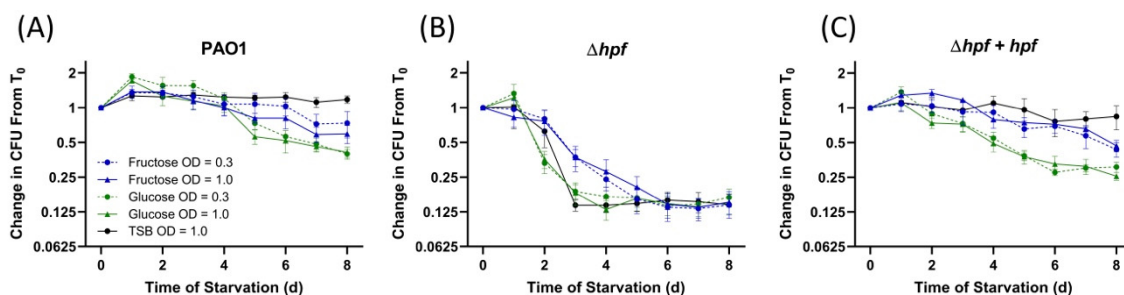 (A)
PAO1
Change in CFU From T0
2
1
0.5
0.25
0.125
0.0625
Fructose OD = 0.3
Fructose OD = 1.0
Glucose OD = 0.3
Glucose OD = 1.0
TSB OD = 1.0
0 2 4 6 8
Time of Starvation (d)
(B)
Δhpf
Change in CFU From T0
2
1
0.5
0.25
0.125
0.0625
0 2 4 6 8
Time of Starvation (d)
(C)
Δhpf + hpf
Change in CFU From T0
2
1
0.5
0.25
0.125
0.0625
0 2 4 6 8
Time of Starvation (d)